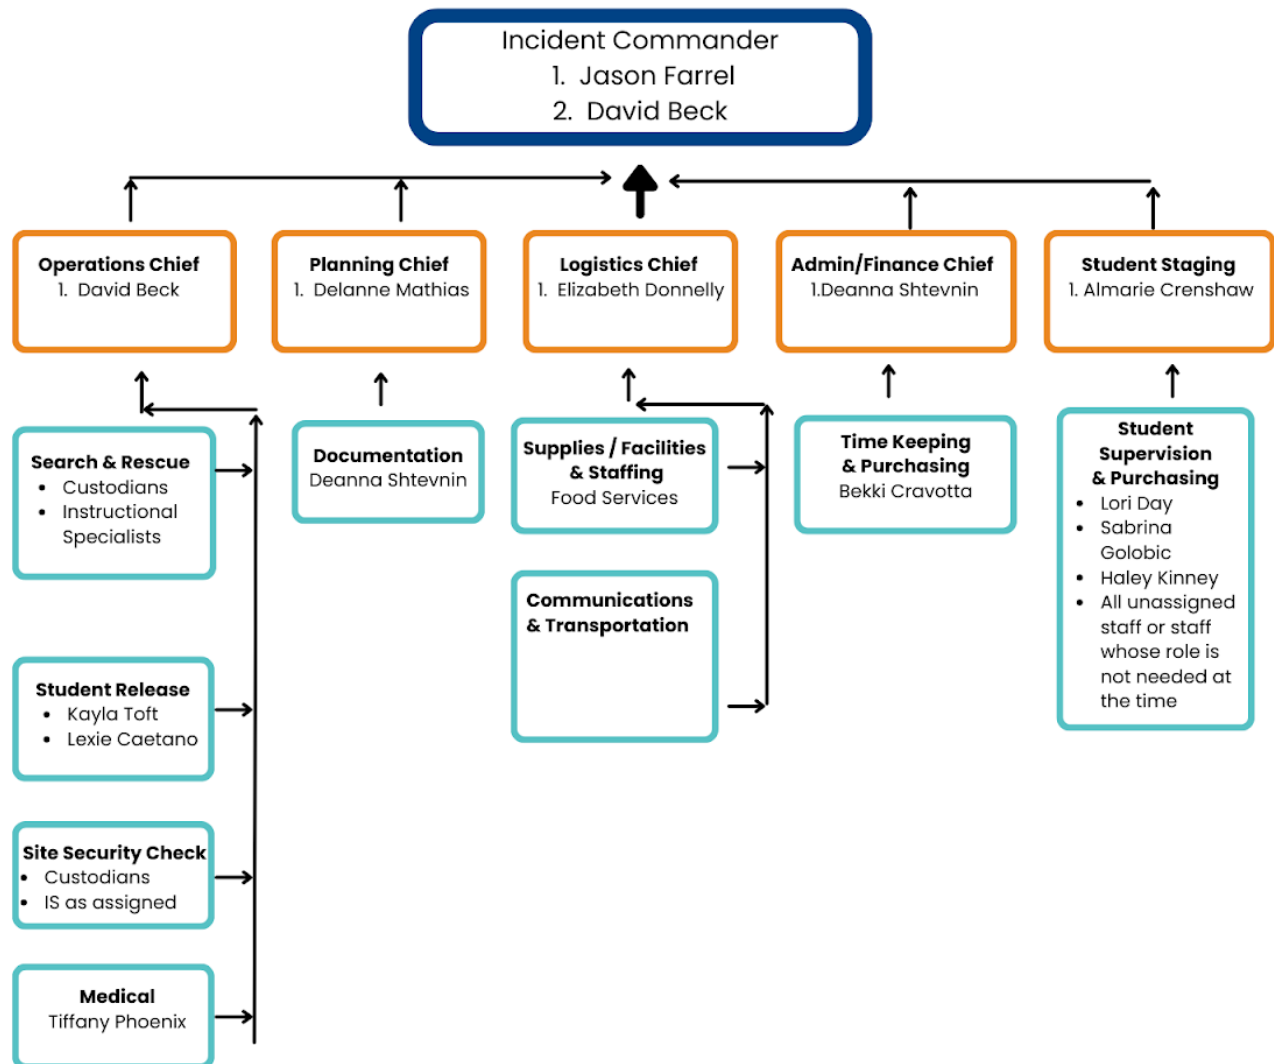 Incident Commander
1. Jason Farrel
2. David Beck
Operations Chief
1. David Beck
Planning Chief
1. Delanne Mathias
Logistics Chief
1. Elizabeth Donnelly
Admin/Finance Chief
1.Deanna Shtevnin
Student Staging
1. Almarie Crenshaw
Search & Rescue
• Custodians
• Instructional
Specialists
Student Release
• Kayla Toft
• Lexie Caetano
Site Security Check
• Custodians
• IS as assigned
Medical
Tiffany Phoenix
Documentation
Deanna Shtevnin
Supplies / Facilities
& Staffing
Food Services
Communications
& Transportation
Time Keeping
& Purchasing
Bekki Cravotta
Student
Supervision
& Purchasing
• Lori Day
• Sabrina
Golobic
• Haley Kinney
• All unassigned
staff or staff
whose role is
not needed at
the time